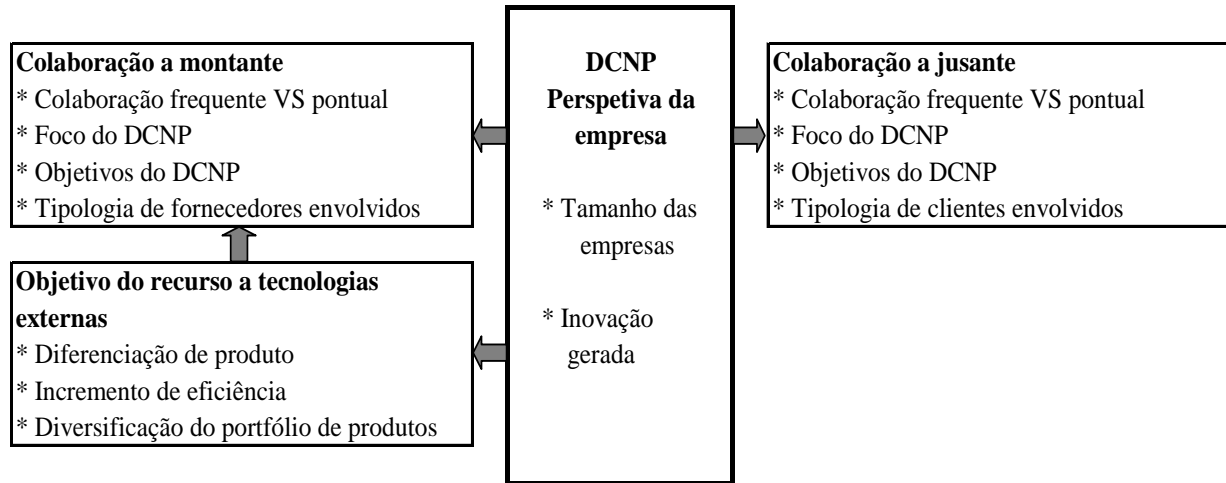 Colaboração a montante
* Colaboração frequente VS pontual
* Foco do DCNP
* Objetivos do DCNP
* Tipologia de fornecedores envolvidos
Objetivo do recurso a tecnologias
externas
* Diferenciação de produto
* Incremento de eficiência
* Diversificação do portfólio de produtos
DCNP
Perspetiva da
empresa
* Tamanho das
empresas
* Inovação
gerada
Colaboração a jusante
* Colaboração frequente VS pontual
* Foco do DCNP
* Objetivos do DCNP
* Tipologia de clientes envolvidos